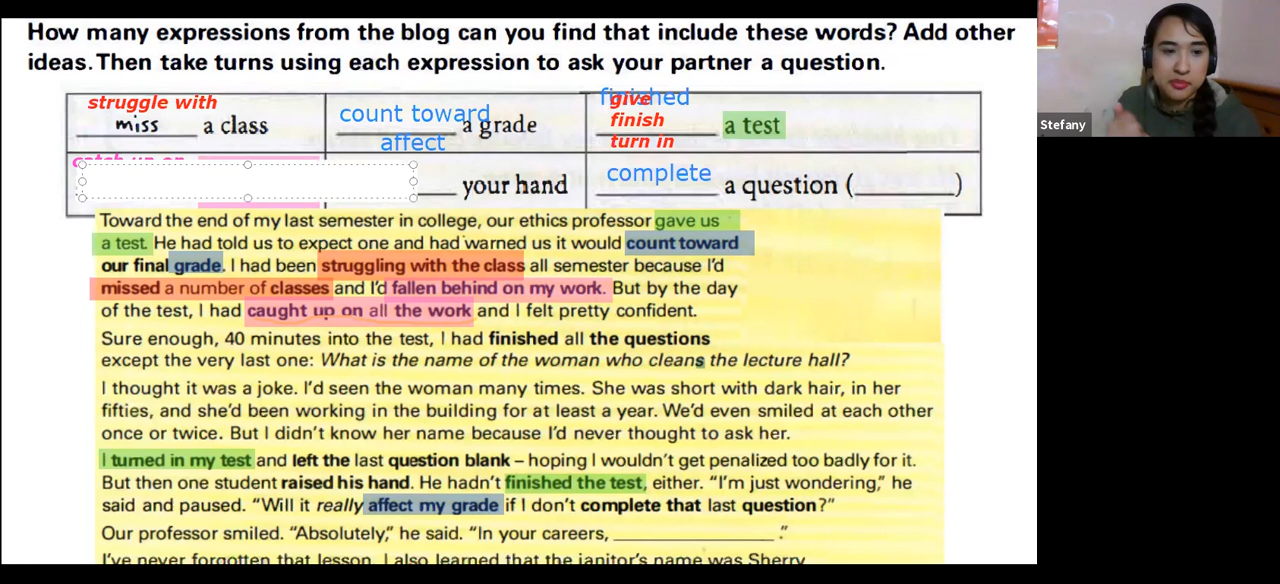 How many expressions from the blog can you find that include these words? Add other
ideas. Then take turns using each expression to ask your partner a question.
struggle with
miss a class
count toward
affect
a grade
finished
give
finish
turn in
a test
catch up on
your hand
complete
a question (________)
Stefany
Toward the end of my last semester in college, our ethics professor gave us
a test. He had told us to expect one and had warned us it would count toward
our final grade. I had been struggling with the class all semester because I'd
missed a number of classes and I'd fallen behind on my work. But by the day
of the test, I had caught up on all the work and I felt pretty confident.
Sure enough, 40 minutes into the test, I had finished all the questions
except the very last one: What is the name of the woman who cleans the lecture hall?
I thought it was a joke. I'd seen the woman many times. She was short with dark hair, in her
fifties, and she'd been working in the building for at least a year. We'd even smiled at each other
once or twice. But I didn't know her name because I'd never thought to ask her.
I turned in my test and left the last question blank – hoping I wouldn't get penalized too badly for it.
But then one student raised his hand. He hadn't finished the test, either. "I'm just wondering," he
said and paused. "Will it really affect my grade if I don't complete that last question?"
Our professor smiled. "Absolutely," he said. "In your careers, ________________."
I've never forgotten that lesson. I also learned that the janitor's name was Sherry.